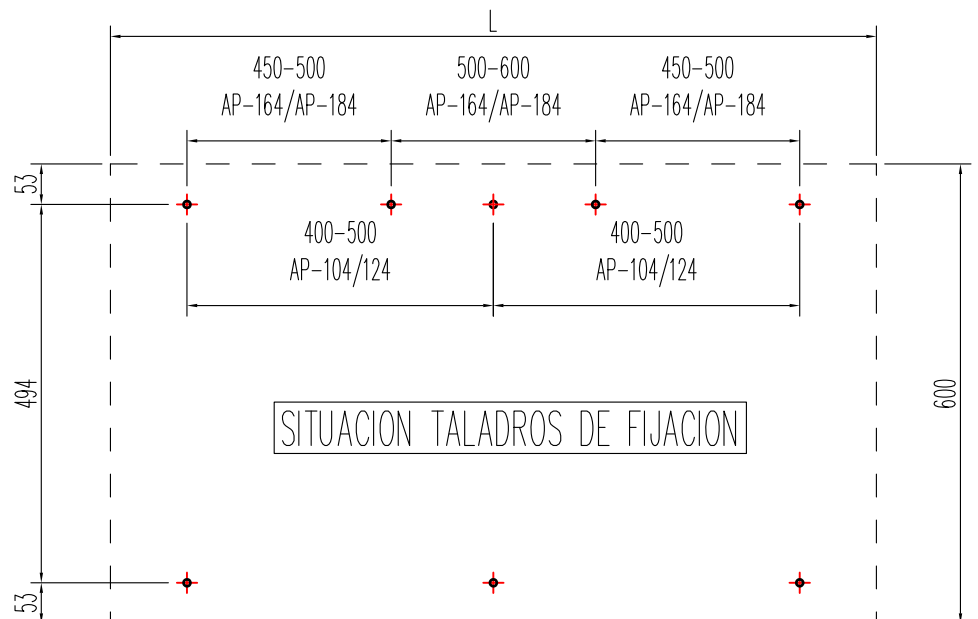 L
450-500
AP-164/AP-184
500-600
AP-164/AP-184
450-500
AP-164/AP-184
53
400-500
AP-104/124
400-500
AP-104/124
494
600
SITUACION TALADROS DE FIJACION
53